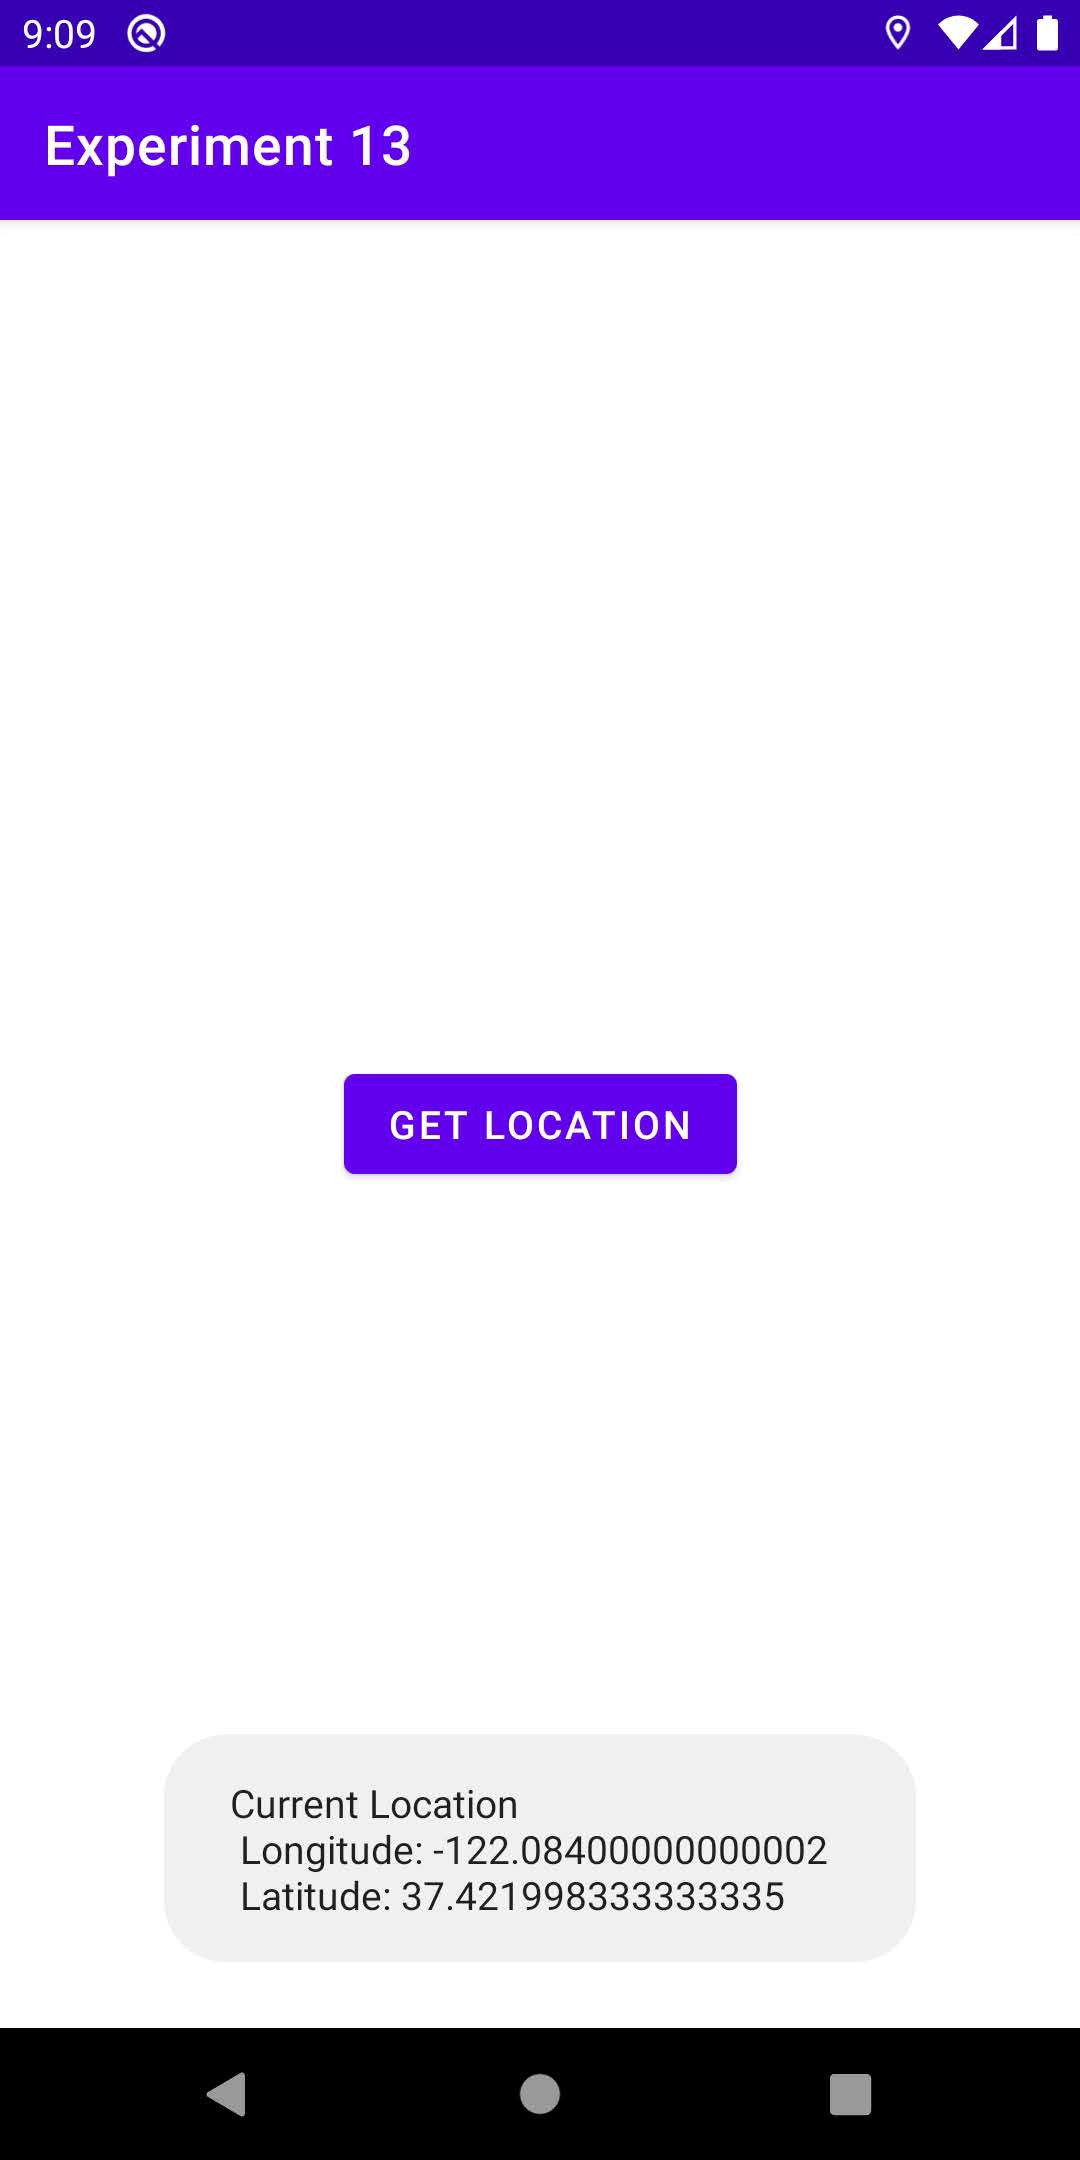 9:09
Experiment 13
GET LOCATION
Current Location
Longitude: -122.08400000000002
Latitude: 37.421998333333335